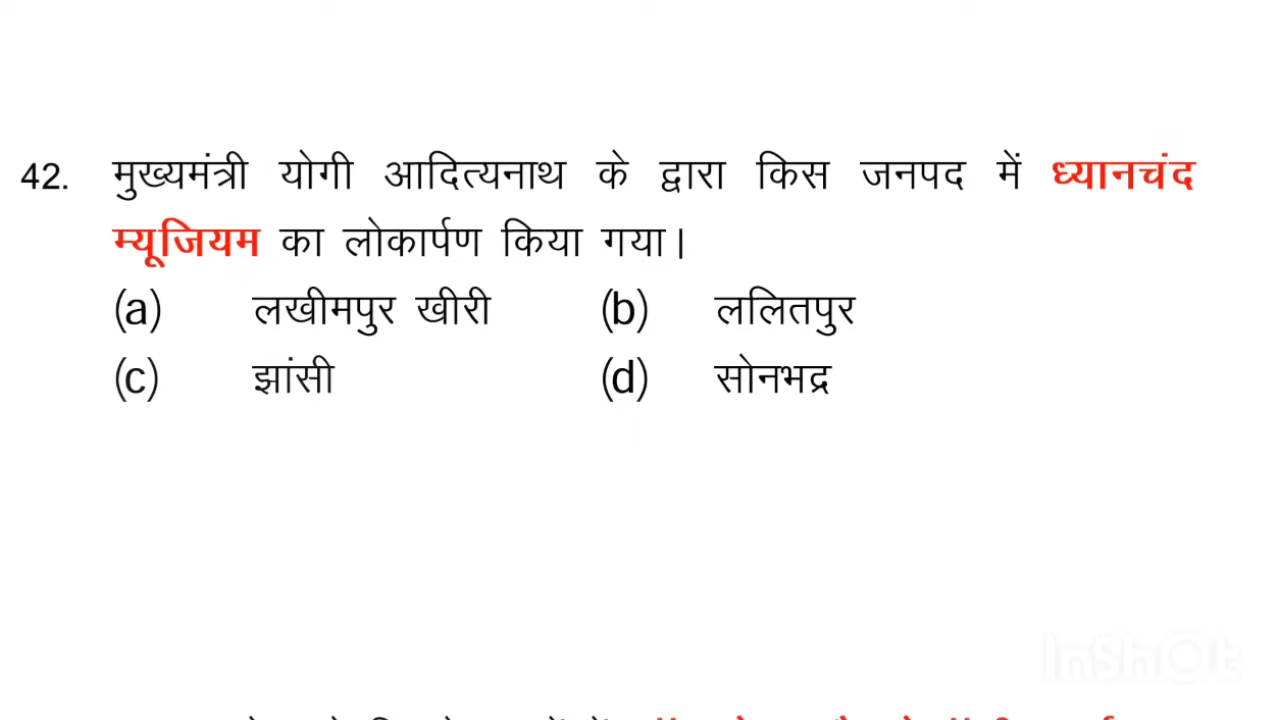 42. मुख्यमंत्री योगी आदित्यनाथ के द्वारा किस जनपद में ध्यानचंद
म्यूजियम का लोकार्पण किया गया।
(a) लखीमपुर खीरी (b) ललितपुर
(c) झांसी (d) सोनभद्र
InShOt